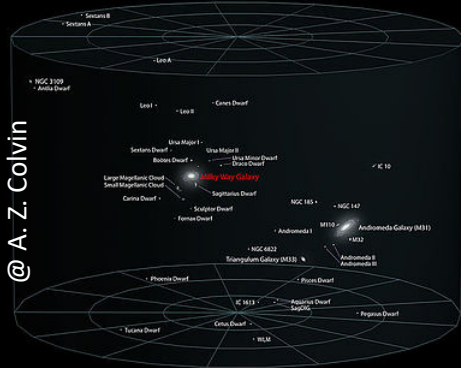 Sextans B
Sextans A
Leo A
NGC 3109
Antlia Dwarf
Leo I
Canes Dwarf
Leo II
Ursa Major I
Ursa Major II
Sextans Dwarf
Boötes Dwarf
Ursa Minor Dwarf
Draco Dwarf
IC 10
Milky Way Galaxy
Large Magellanic Cloud
Small Magellanic Cloud
Sagittarius Dwarf
Carina Dwarf
Sculptor Dwarf
Fornax Dwarf
NGC 185
NGC 147
M110
Andromeda Galaxy (M31)
Andromeda I
M32
NGC 6822
Triangulum Galaxy (M33)
Andromeda II
Andromeda III
Phoenix Dwarf
Pisces Dwarf
IC 1613
Aquarius Dwarf
SagDIG
Pegasus Dwarf
Cetus Dwarf
Tucana Dwarf
WLM
@ A. Z. Colvin